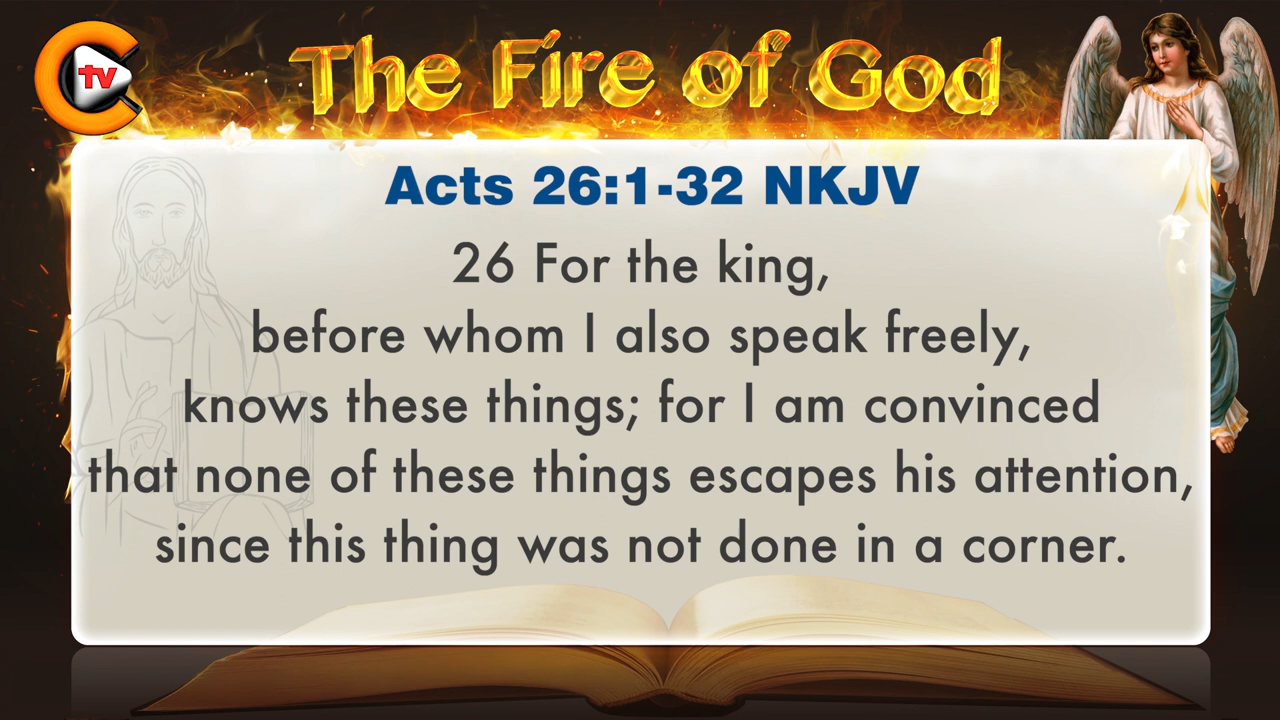 tv
The Fire of God
Acts 26:1-32 NKJV
26 For the king,
before whom I also speak freely,
knows these things; for I am convinced
that none of these things escapes his attention,
since this thing was not done in a corner.